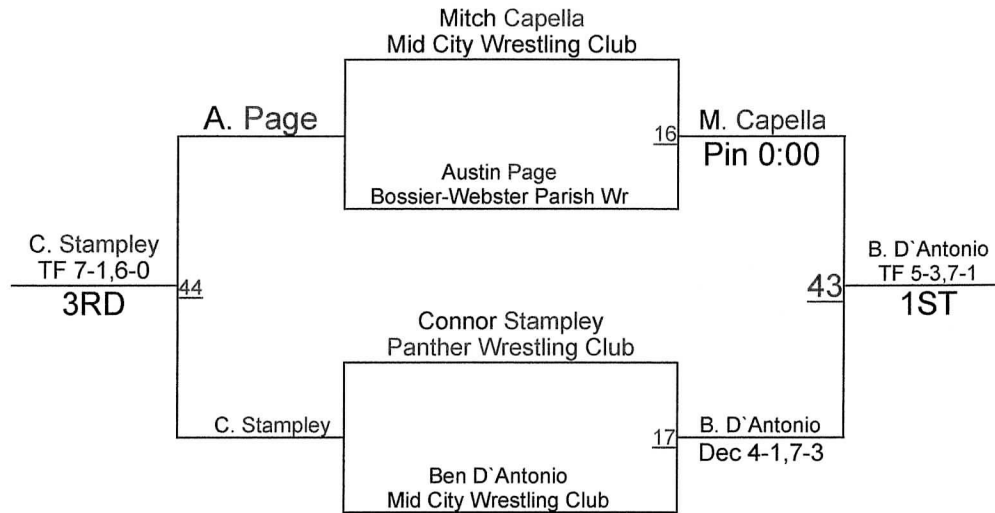 Mitch Capella
Mid City Wrestling Club
A. Page
16
M. Capella
Pin 0:00
Austin Page
Bossier-Webster Parish Wr
C. Stampley
TF 7-1,6-0
3RD
44
B. D`Antonio
TF 5-3,7-1
1ST
43
Connor Stampley
Panther Wrestling Club
C. Stampley
17
B. D`Antonio
Dec 4-1,7-3
Ben D`Antonio
Mid City Wrestling Club